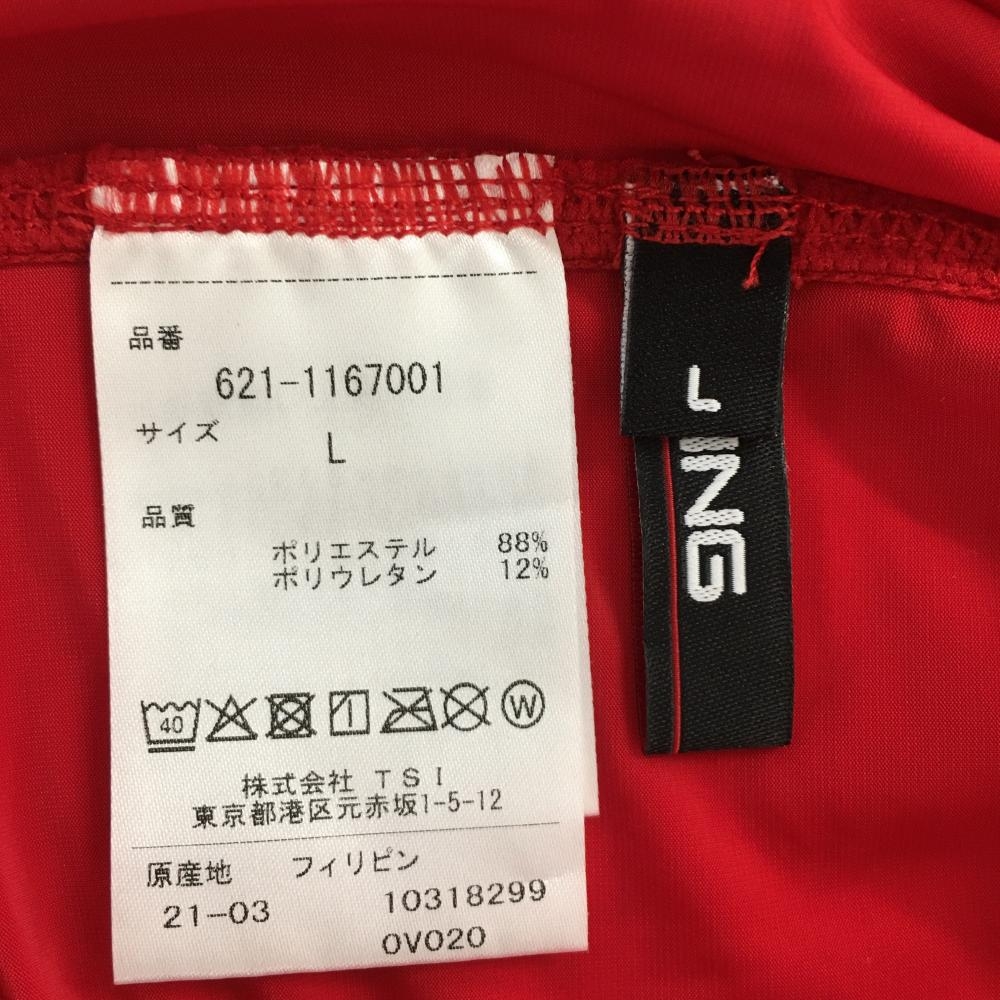 品番
621-1167001
サイズ
L
品質
ポリエステル 88%
ポリウレタン 12%
40
W
株式会社 TSI
東京都港区元赤坂1-5-12
原産地 フィリピン
21-03 10318299
0V020
L
ING